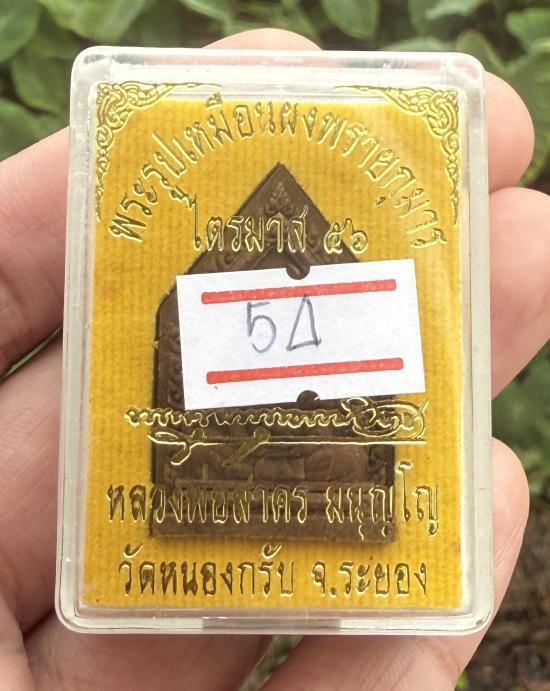 พระรูปเหมือนผงพรายกุมาร
ไตรมาส ๕๖
5
หลวงพ่อสาคร มนุญโญ
วัดหนองกรับ จ.ระยอง